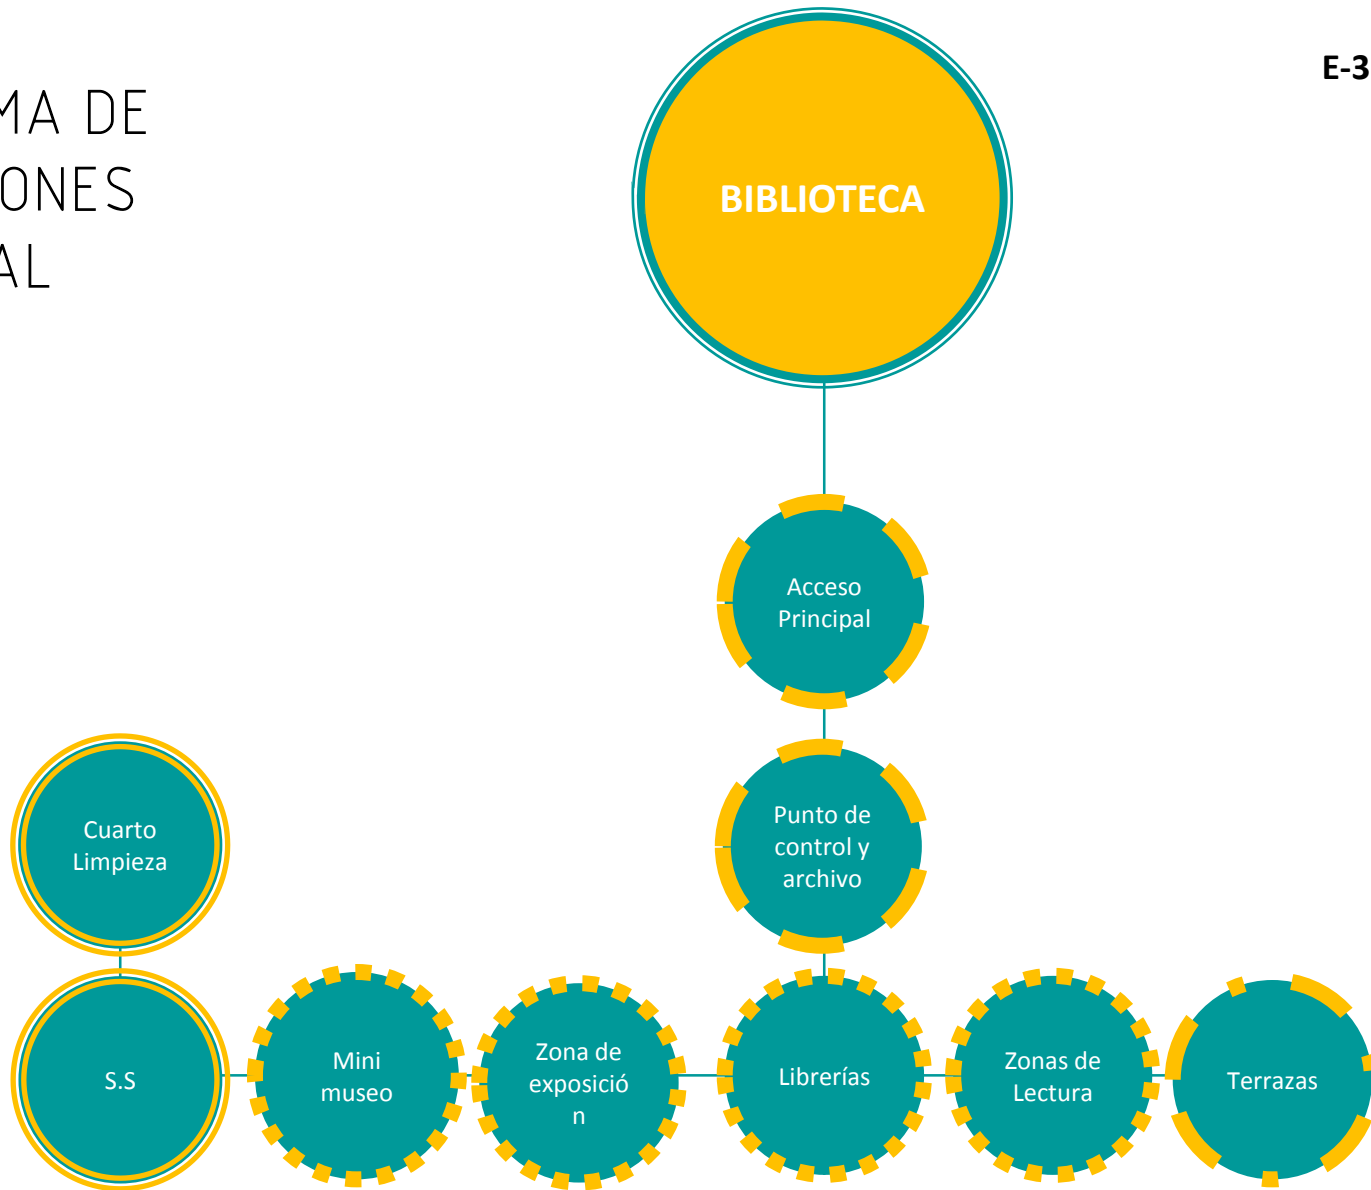 MA DE
ONES
AL
E-3
BIBLIOTECA
Acceso
Principal
Punto de
control y
archivo
Cuarto
Limpieza
S.S
Mini
museo
Zona de
exposició
n
Librerías
Zonas de
Lectura
Terrazas